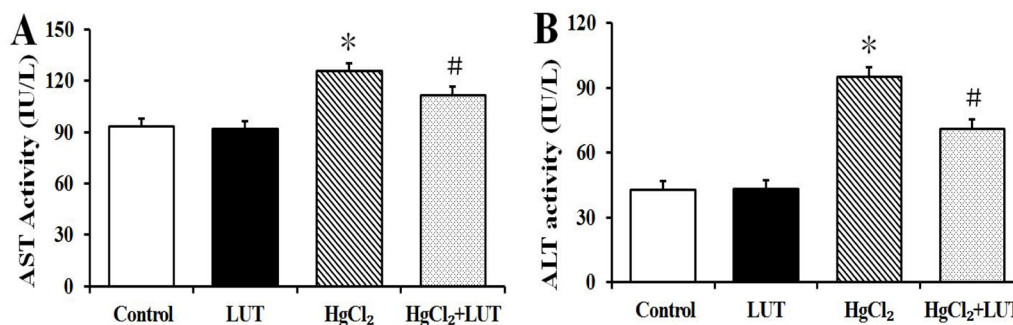 A
AST Activity (IU/L)
150
120
90
60
30
0
*
#
Control LUT HgCl₂ HgCl₂+LUT
B
ALT activity (IU/L)
120
90
60
30
0
*
#
Control LUT HgCl₂ HgCl₂+LUT